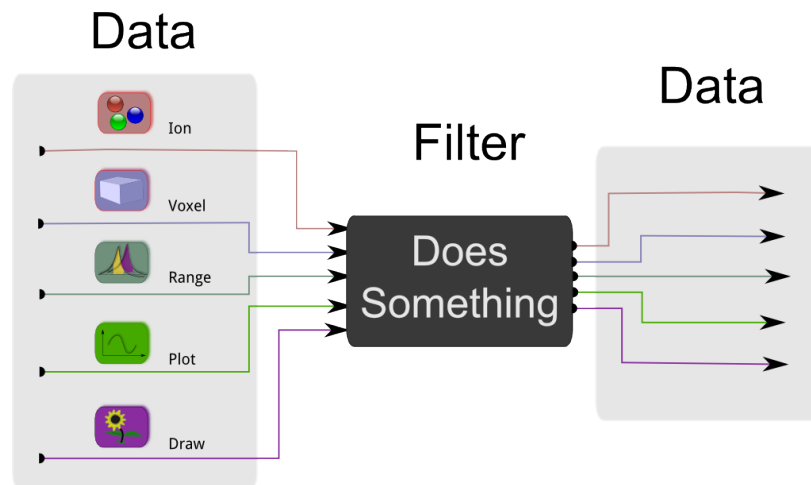 Data
Ion
Voxel
Range
Plot
Draw
Filter
Does
Something
Data